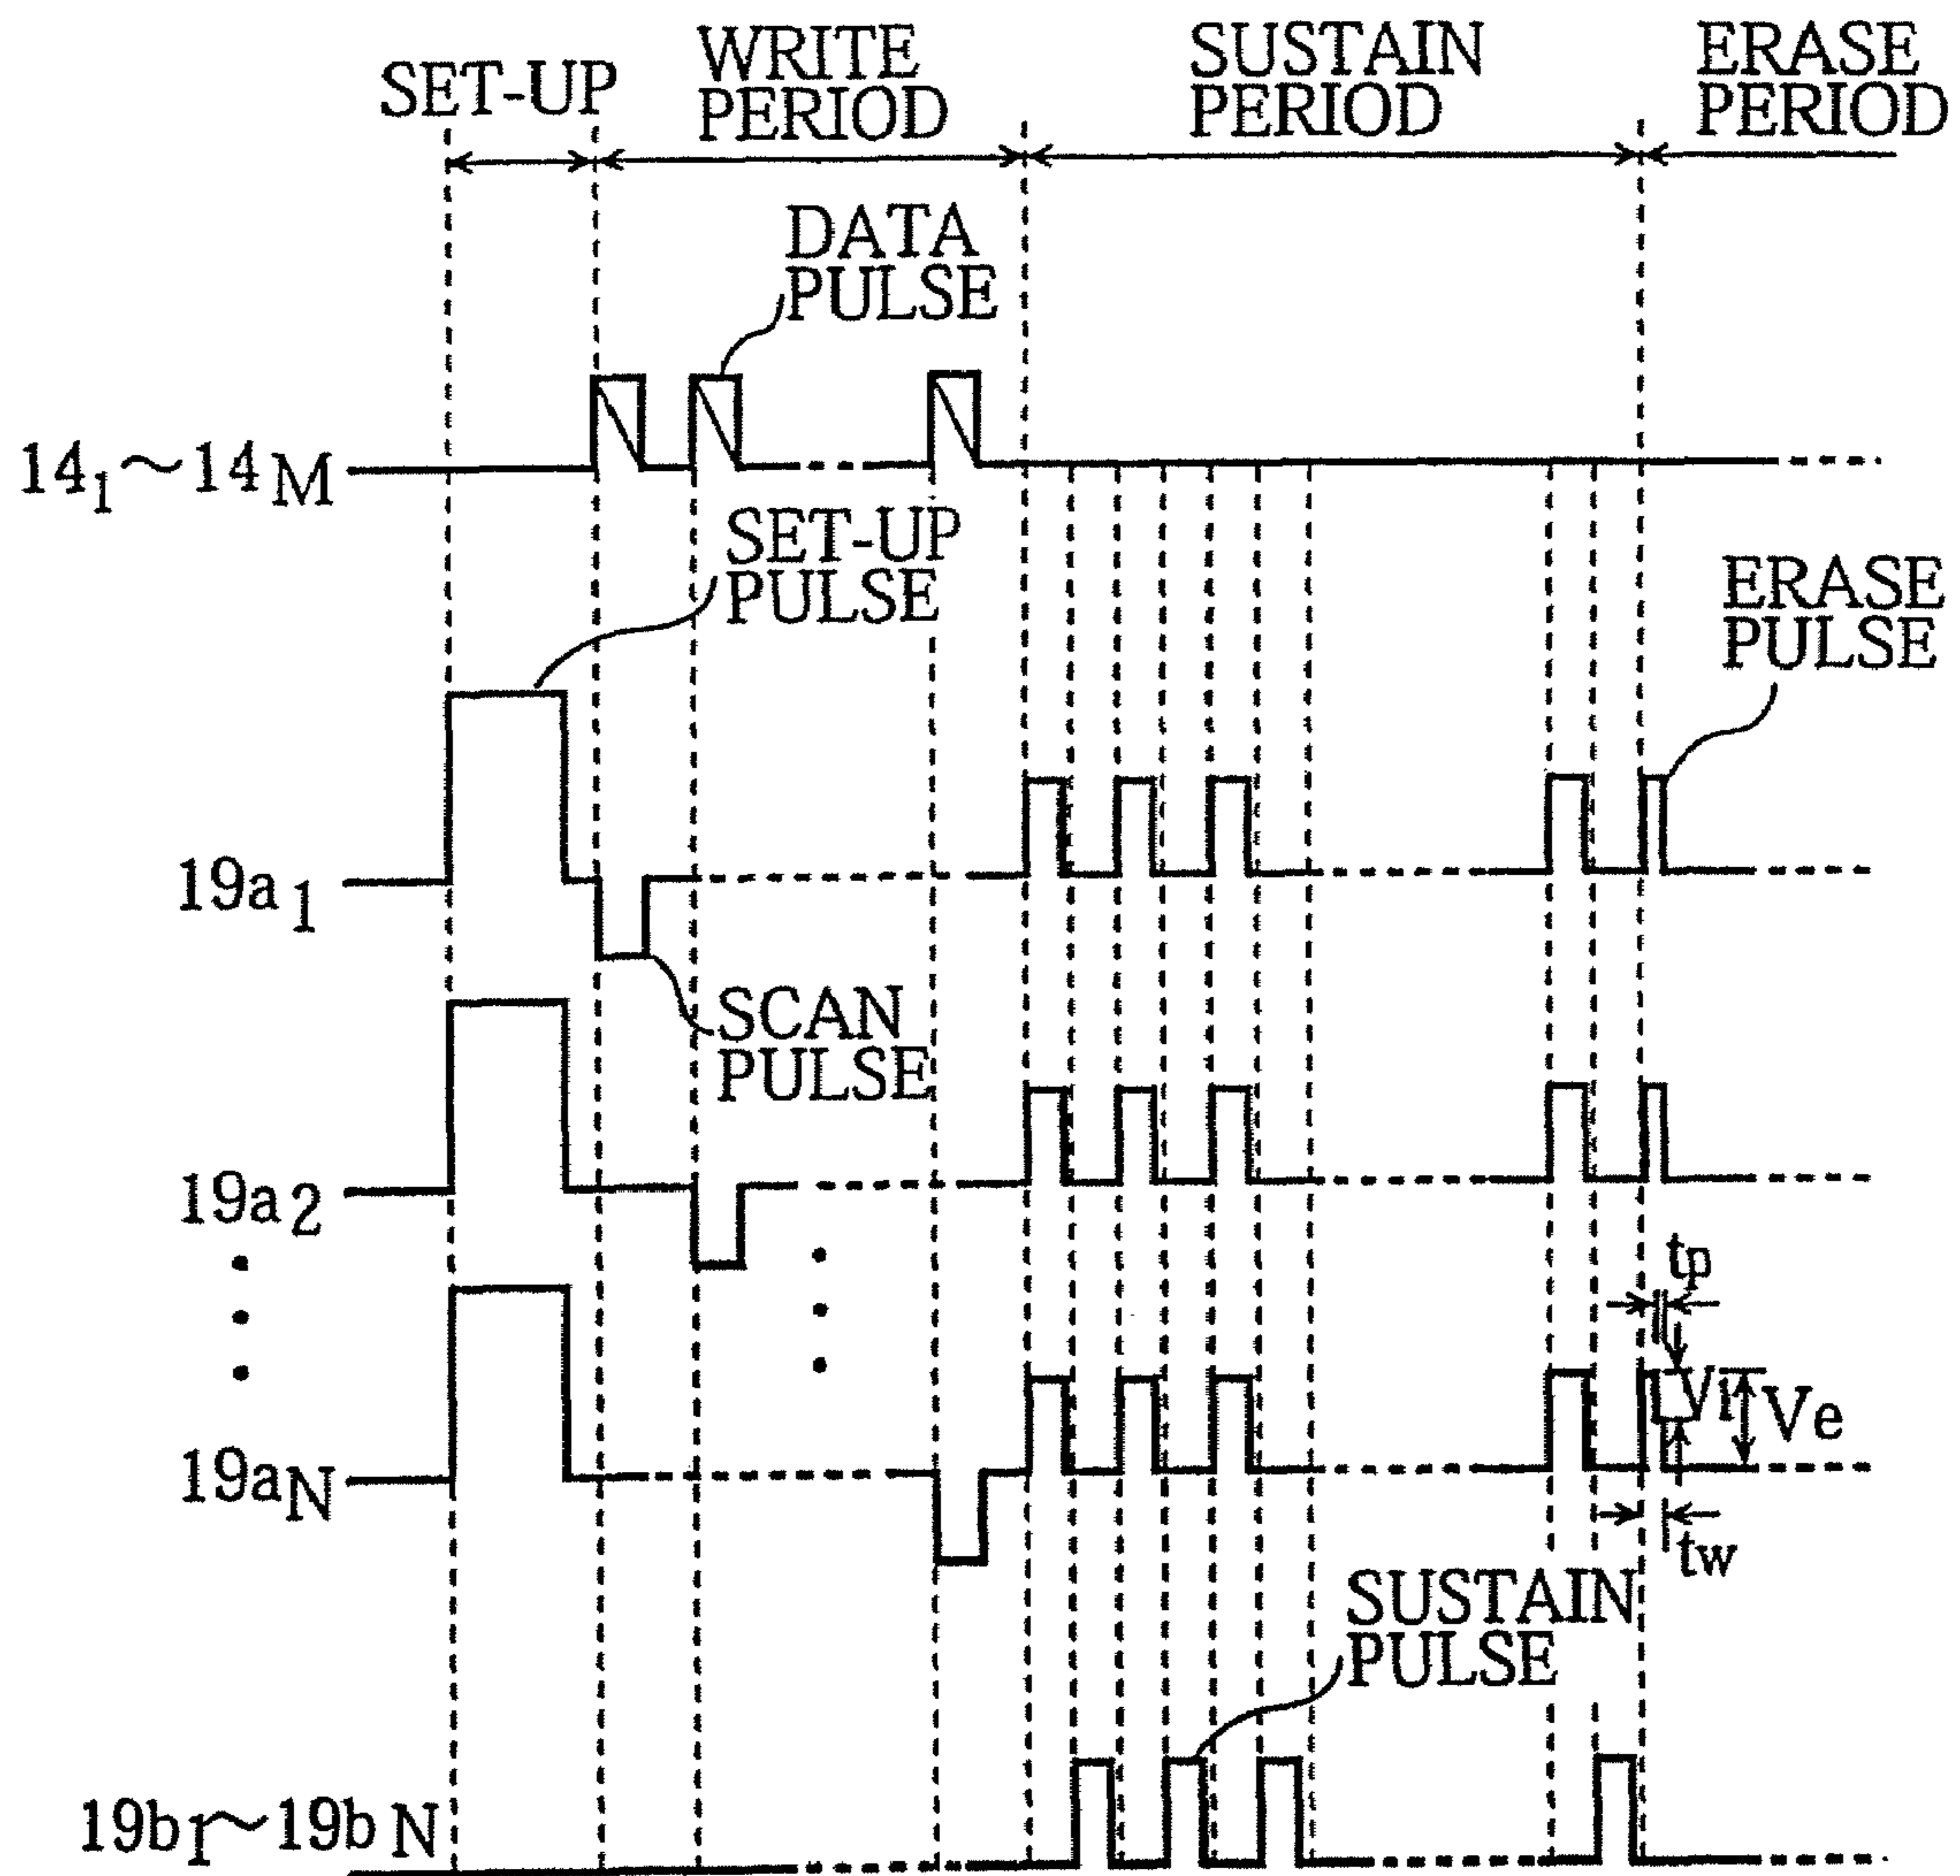 SET-UP
WRITE
PERIOD
SUSTAIN
PERIOD
ERASE
PERIOD
DATA
PULSE
14₁~14M
SET-UP
PULSE
ERASE
PULSE
19a₁
SCAN
PULSE
19a₂
tp
Vi
Ve
19aN
tw
SUSTAIN
PULSE
19b₁~19bN